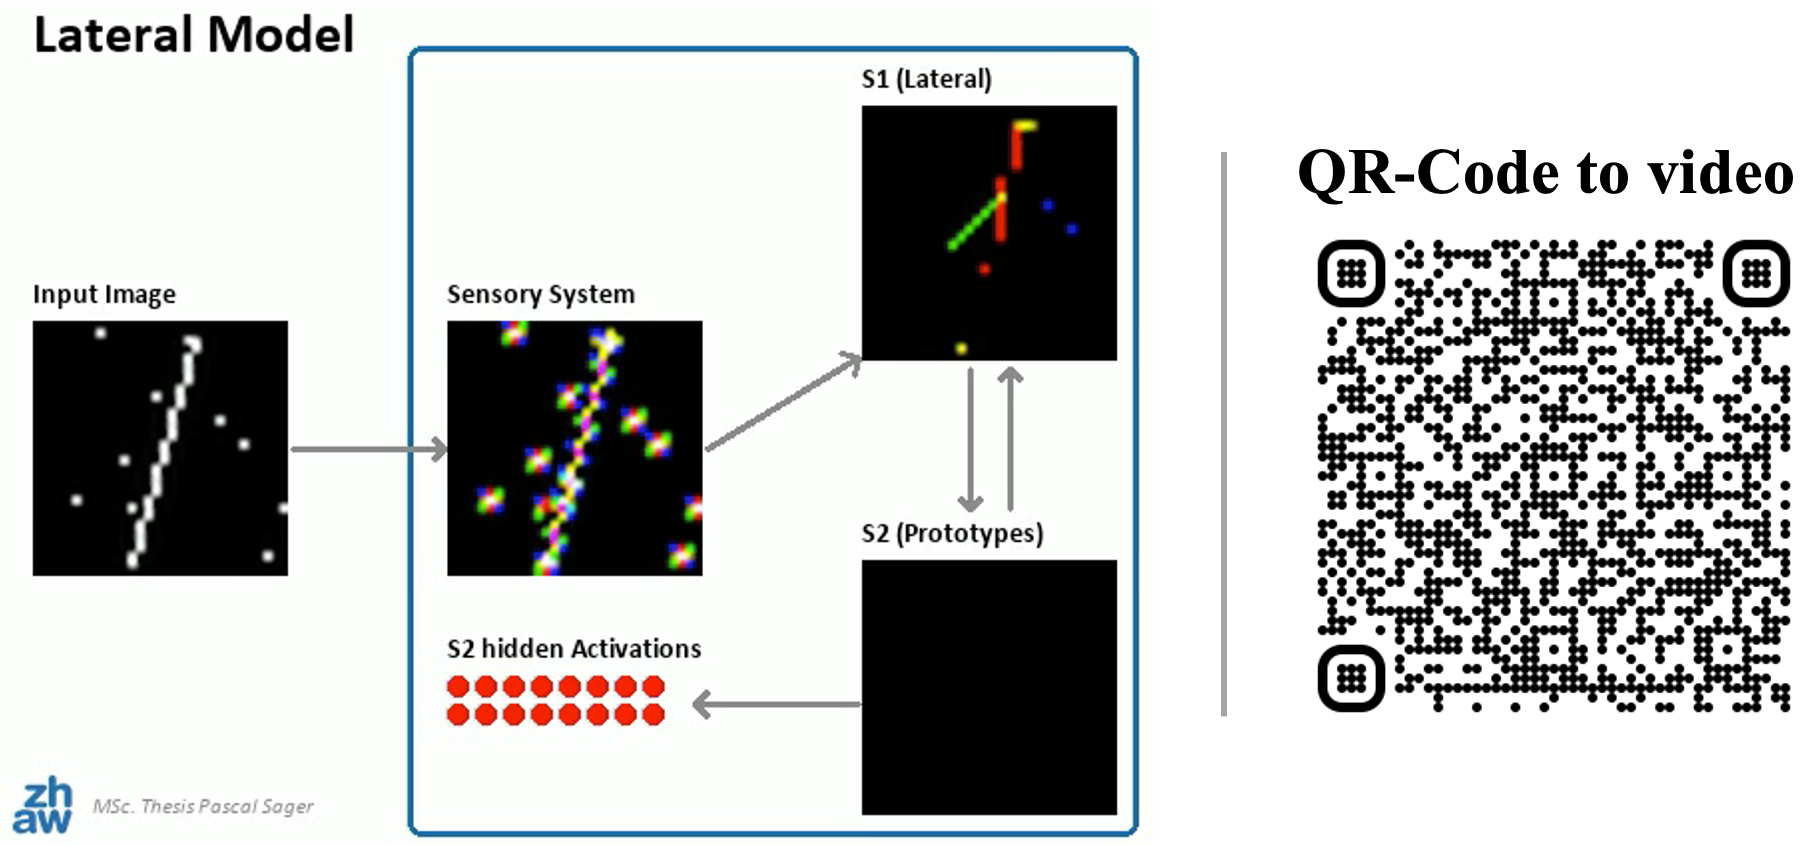 Lateral Model
S1 (Lateral)
QR-Code to video
Input Image
Sensory System
S2 (Prototypes)
S2 hidden Activations
zh
aw
MSc. Thesis Pascal Sager